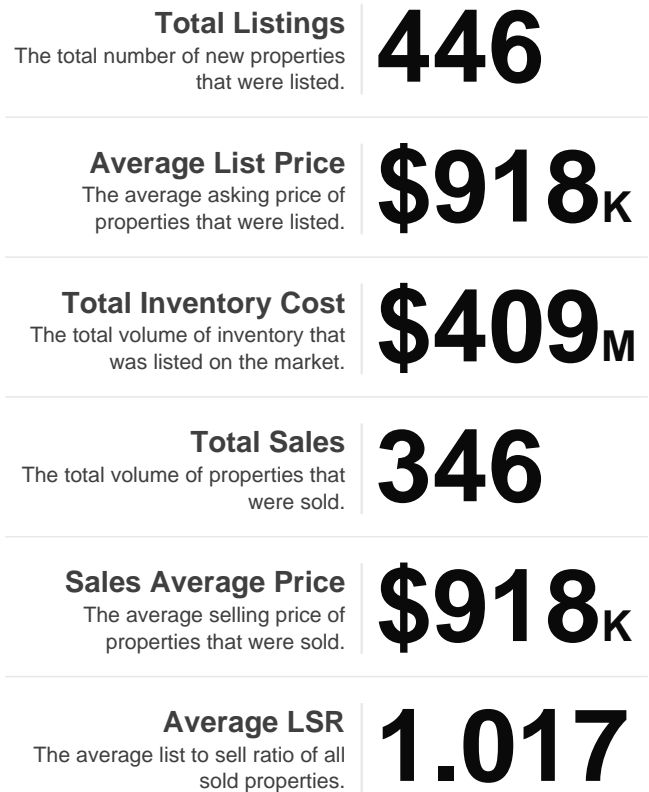 Total Listings
The total number of new properties
that were listed.
446
Average List Price
The average asking price of
properties that were listed.
$918K
Total Inventory Cost
The total volume of inventory that
was listed on the market.
$409M
Total Sales
The total volume of properties that
were sold.
346
Sales Average Price
The average selling price of
properties that were sold.
$918K
Average LSR
The average list to sell ratio of all
sold properties.
1.017